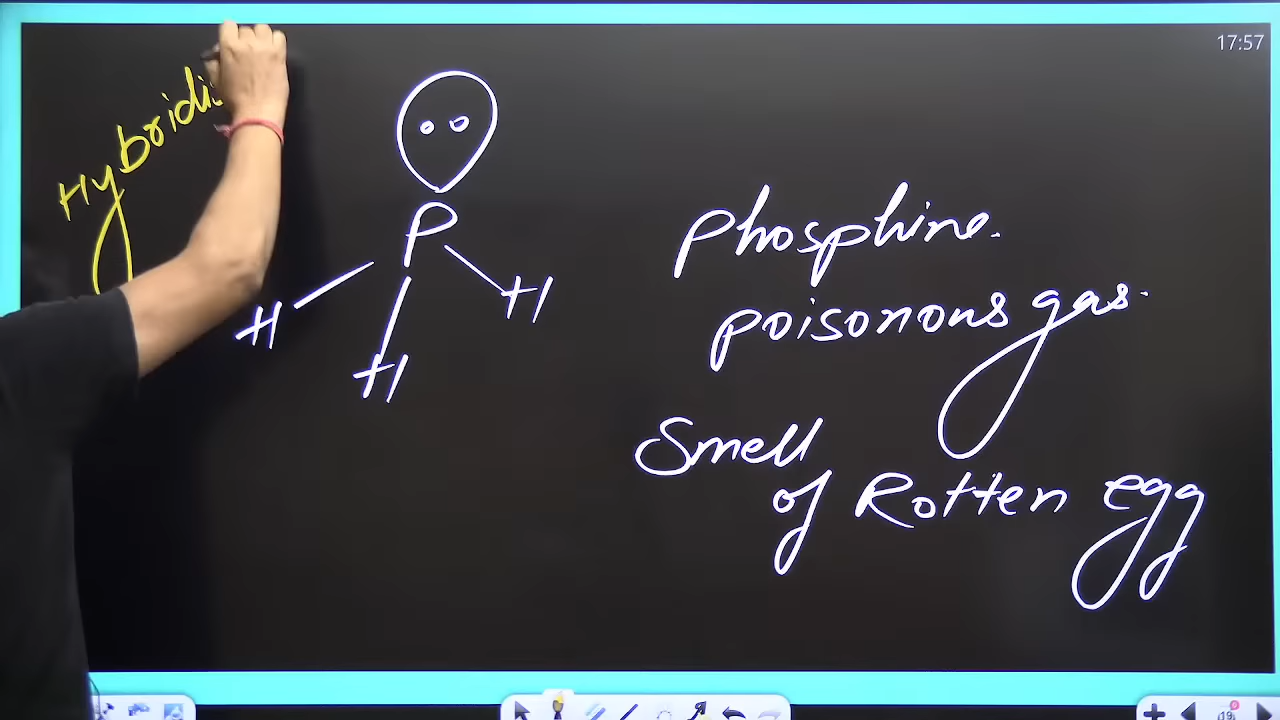 17:57
Hybridi
P
H
H
H
Phosphine.
poisonous gas.
Smell
of Rotten egg